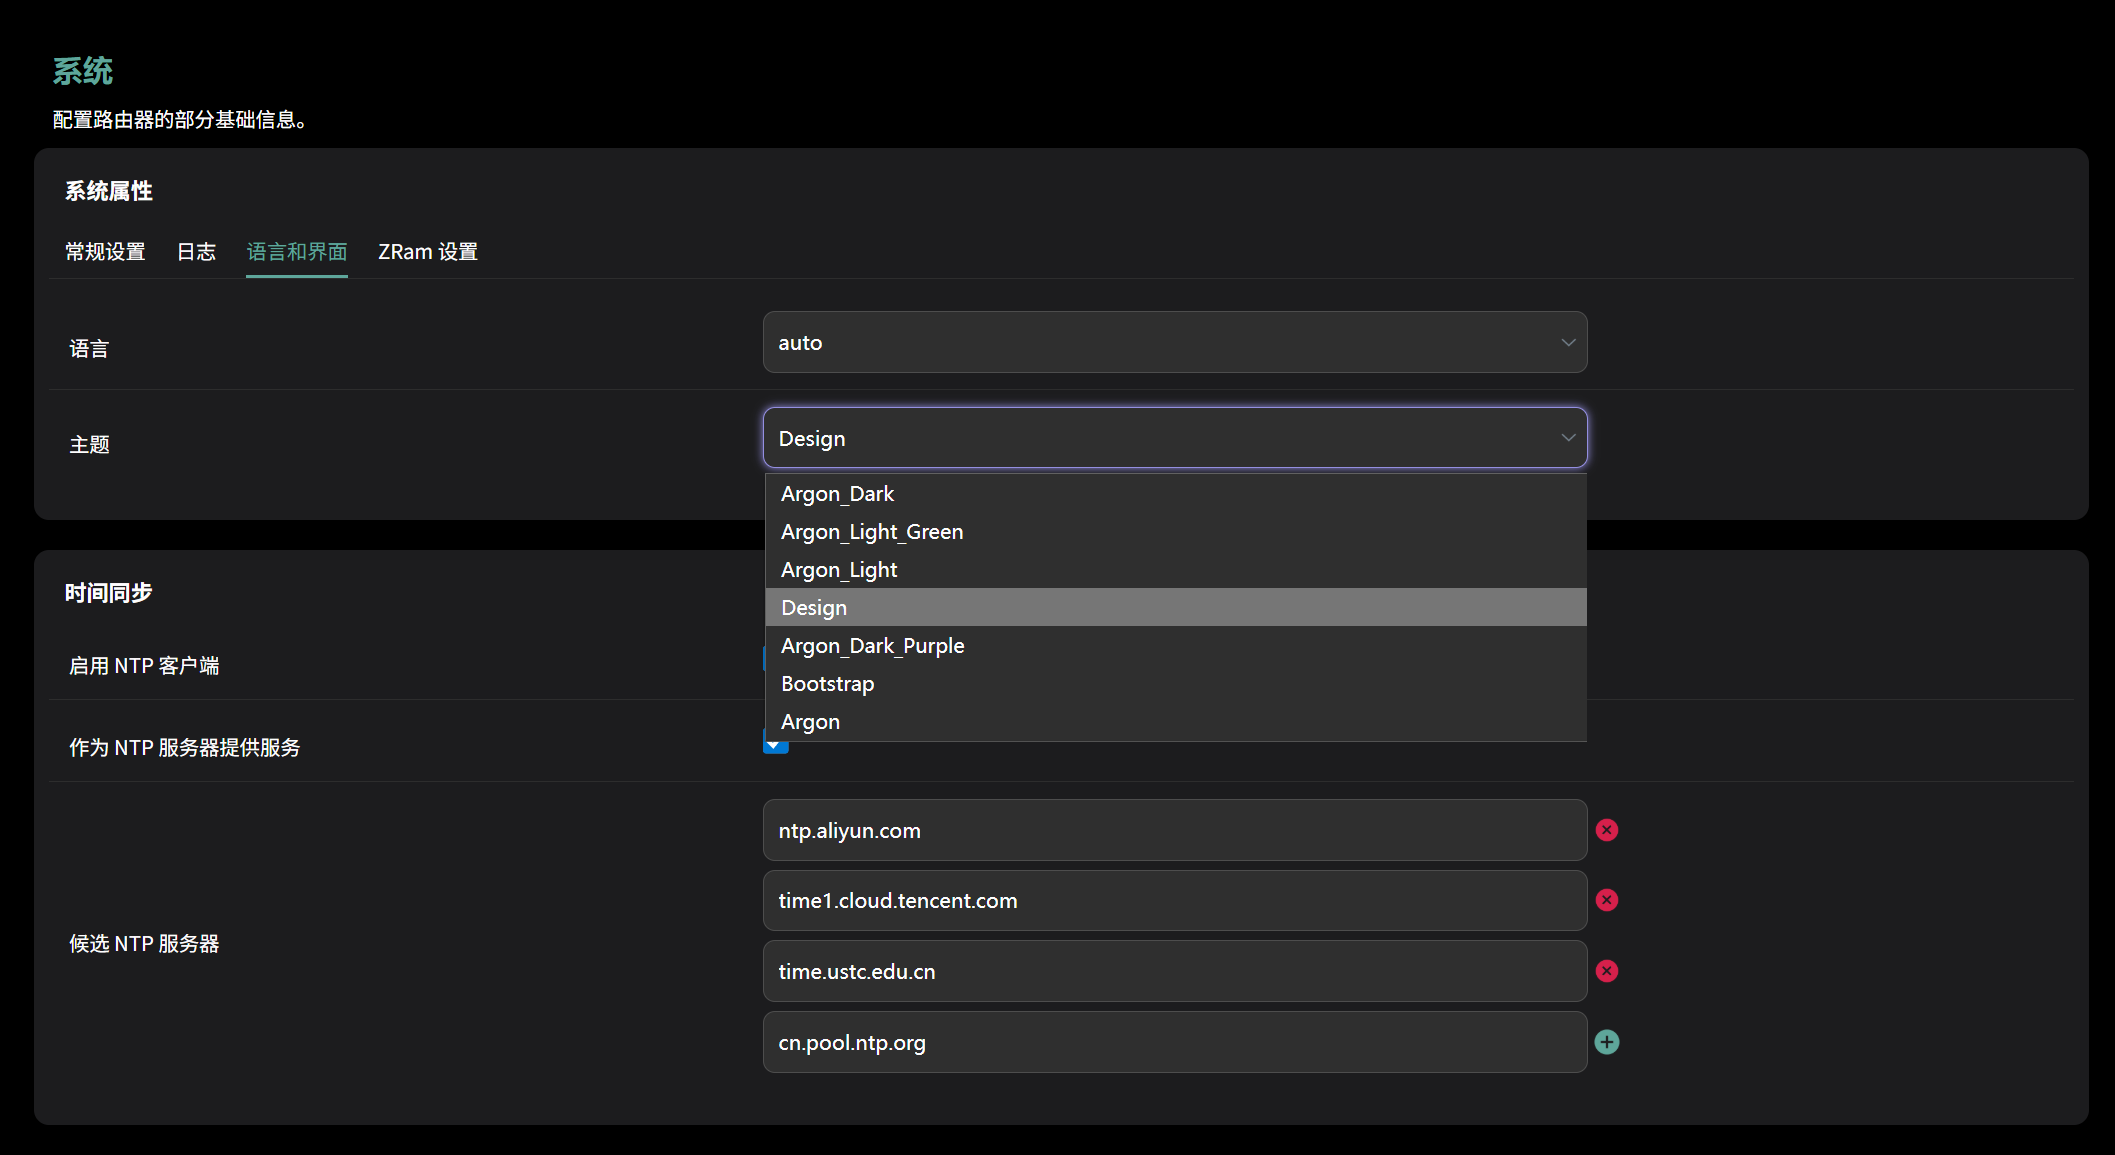 系统
配置路由器的部分基础信息。
系统属性
常规设置 日志 语言和界面 ZRam 设置
语言
auto
主题
Design
Argon_Dark
Argon_Light_Green
Argon_Light
Design
Argon_Dark_Purple
Bootstrap
Argon
时间同步
启用 NTP 客户端
作为 NTP 服务器提供服务
候选 NTP 服务器
ntp.aliyun.com
time1.cloud.tencent.com
time.ustc.edu.cn
cn.pool.ntp.org